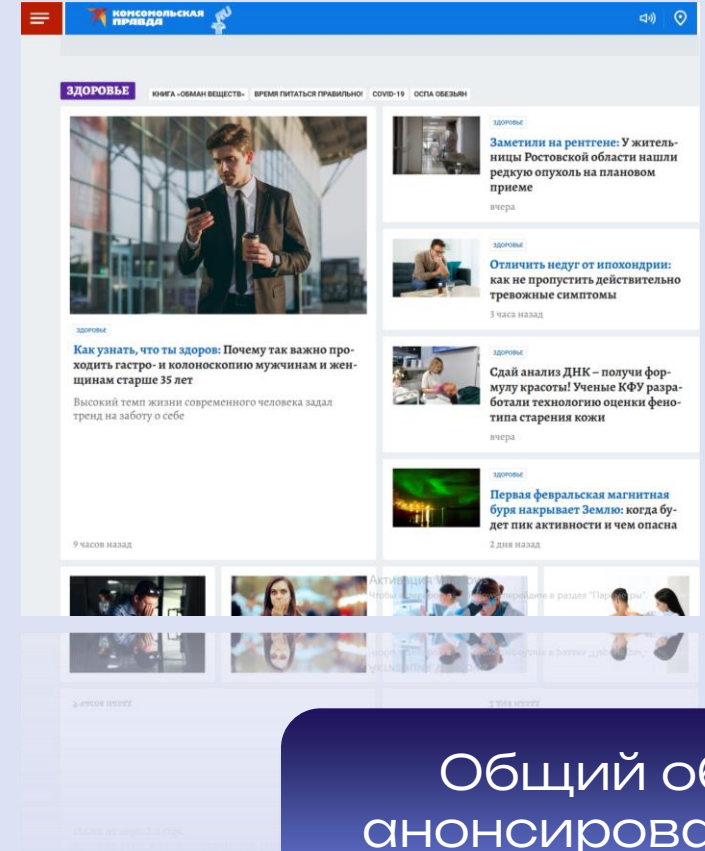 КОМСОМОЛЬСКАЯ
ПРАВДА
RU
ЗДОРОВЬЕ
КНИГА «ОБМАН ВЕЩЕСТВ»
ВРЕМЯ ПИТАТЬСЯ ПРАВИЛЬНО!
COVID-19
ОСПА ОБЕЗЬЯН
ЗДОРОВЬЕ
Как узнать, что ты здоров: Почему так важно про-
ходить гастро- и колоноскопию мужчинам и жен-
щинам старше 35 лет
Высокий темп жизни современного человека задал
тренд на заботу о себе
9 часов назад
ЗДОРОВЬЕ
Заметили на рентгене: У житель-
ницы Ростовской области нашли
редкую опухоль на плановом
приеме
вчера
ЗДОРОВЬЕ
Отличить недуг от ипохондрии:
как не пропустить действительно
тревожные симптомы
3 часа назад
ЗДОРОВЬЕ
Сдай анализ ДНК – получи фор-
мулу красоты! Ученые КФУ разра-
ботали технологию оценки фено-
типа старения кожи
вчера
ЗДОРОВЬЕ
Первая февральская магнитная
буря накрывает Землю: когда бу-
дет пик активности и чем опасна
2 дня назад
Активация Windows
Чтобы перейдите в раздел "Параметры".
Общий об
анонсирова